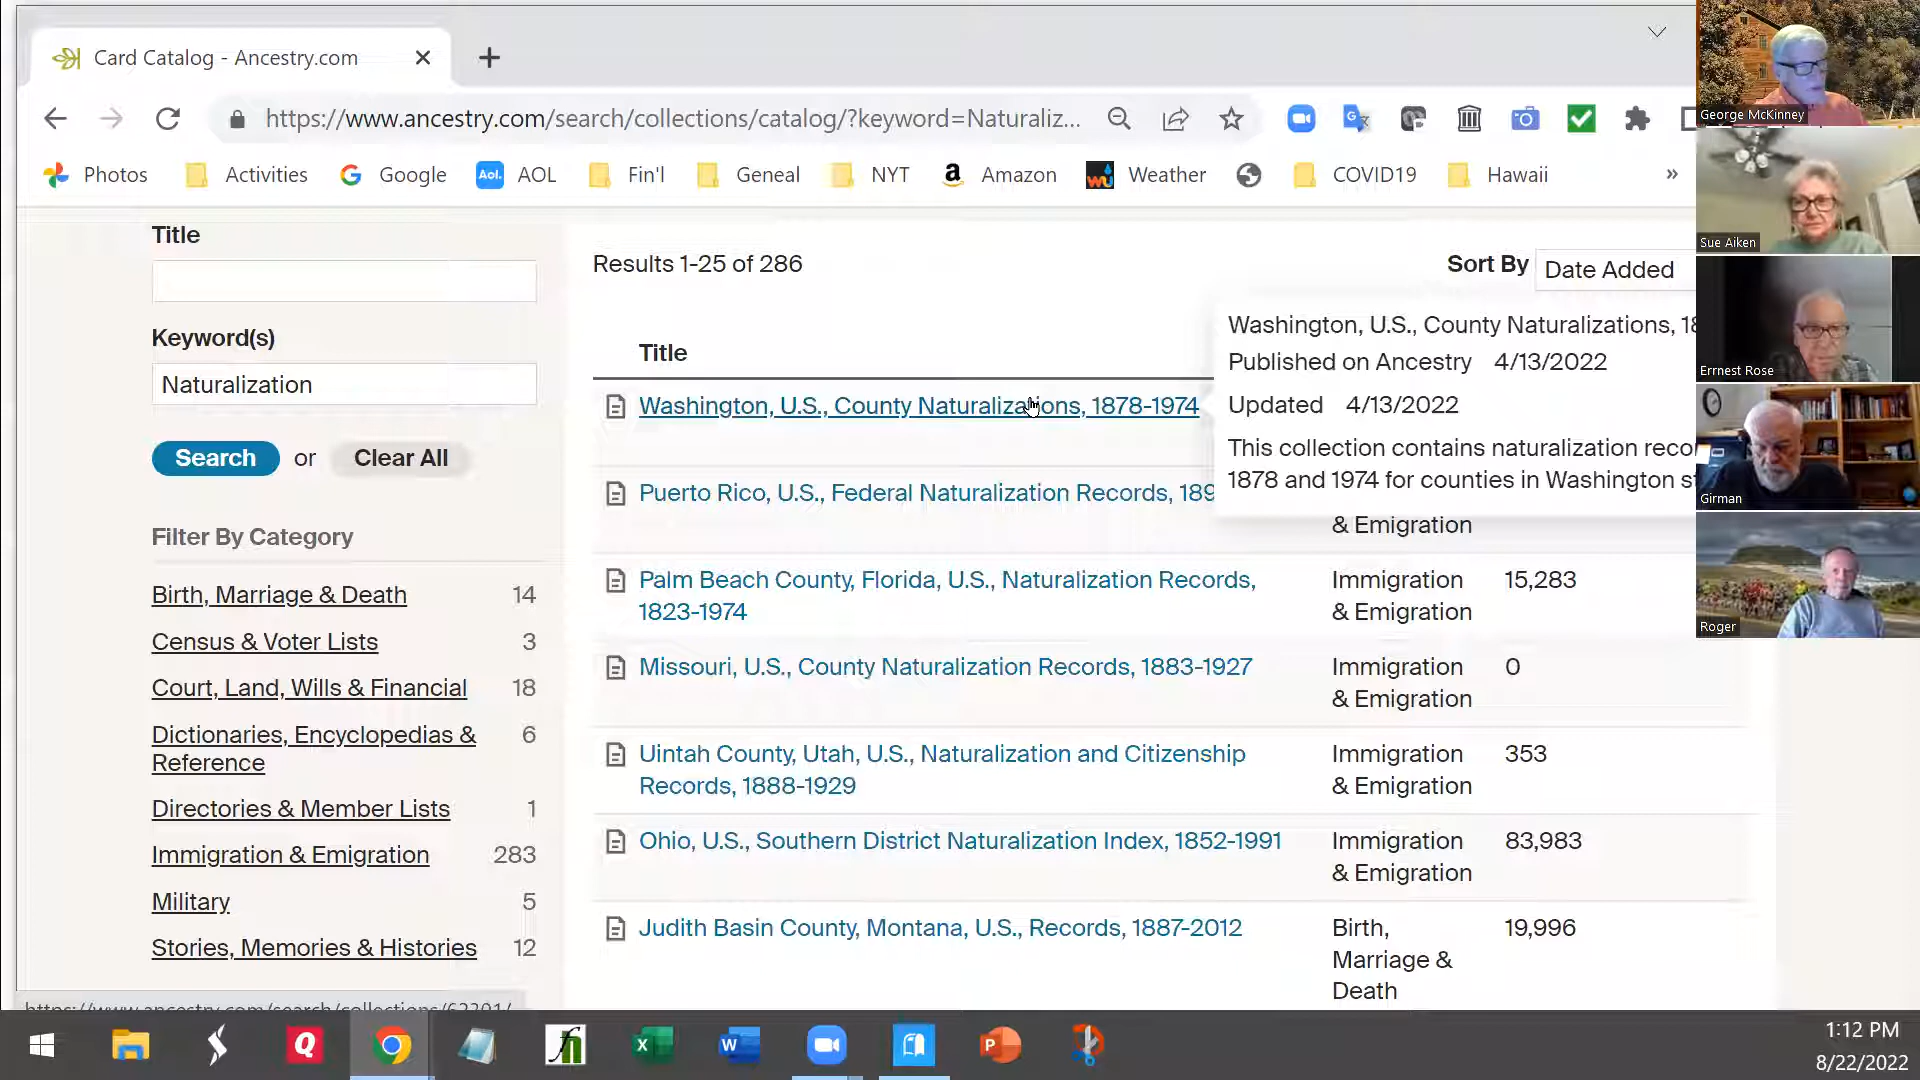 Card Catalog - Ancestry.com
https://www.ancestry.com/search/collections/catalog/?keyword=Naturaliz...
Photos Activities Google Aol. AOL Fin'l Geneal NYT Amazon Weather COVID19 Hawaii »
Title
Keyword(s)
Naturalization
Search or Clear All
Filter By Category
Birth, Marriage & Death 14
Census & Voter Lists 3
Court, Land, Wills & Financial 18
Dictionaries, Encyclopedias & 6
Reference
Directories & Member Lists 1
Immigration & Emigration 283
Military 5
Stories, Memories & Histories 12
Results 1-25 of 286
Sort By Date Added
Title
Washington, U.S., County Naturalizations, 1878-1974
Washington, U.S., County Naturalizations, 18
Published on Ancestry 4/13/2022
Updated 4/13/2022
This collection contains naturalization reco
1878 and 1974 for counties in Washington s
Puerto Rico, U.S., Federal Naturalization Records, 189
& Emigration
Palm Beach County, Florida, U.S., Naturalization Records, Immigration 15,283
1823-1974 & Emigration
Missouri, U.S., County Naturalization Records, 1883-1927 Immigration 0
& Emigration
Uintah County, Utah, U.S., Naturalization and Citizenship Immigration 353
Records, 1888-1929 & Emigration
Ohio, U.S., Southern District Naturalization Index, 1852-1991 Immigration 83,983
& Emigration
Judith Basin County, Montana, U.S., Records, 1887-2012 Birth, 19,996
Marriage &
Death
George McKinney
Sue Aiken
Errnest Rose
Girman
Roger
1:12 PM
8/22/2022